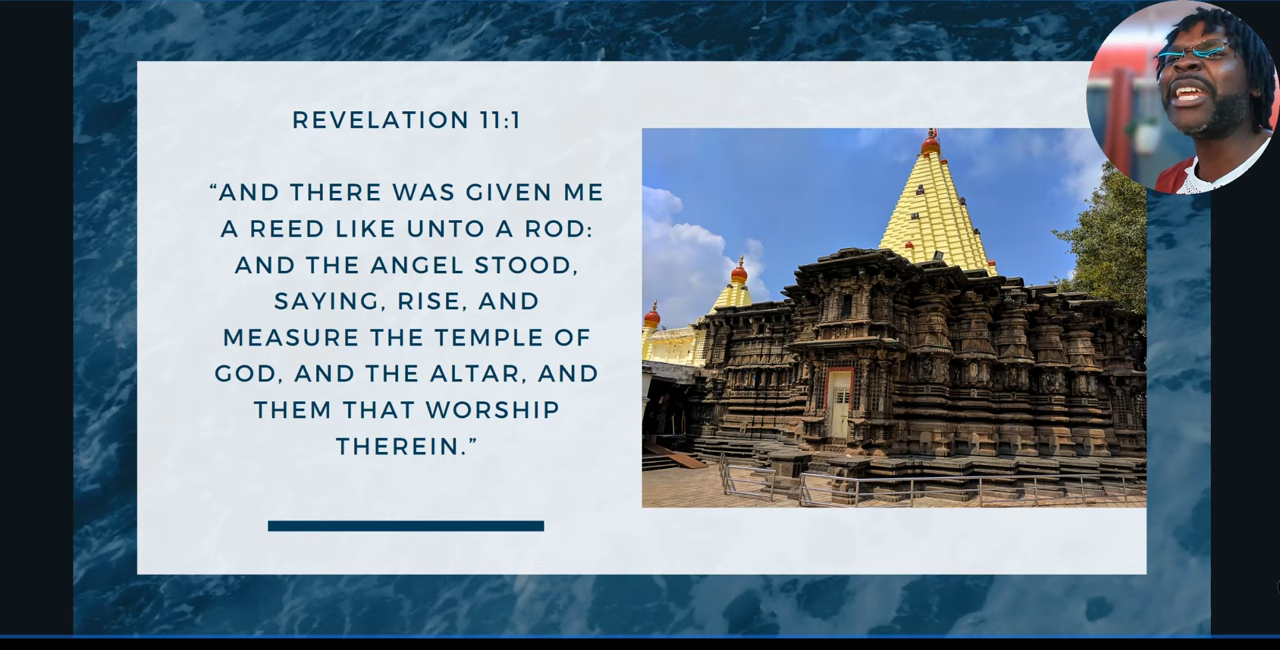 REVELATION 11:1
“AND THERE WAS GIVEN ME
A REED LIKE UNTO A ROD:
AND THE ANGEL STOOD,
SAYING, RISE, AND
MEASURE THE TEMPLE OF
GOD, AND THE ALTAR, AND
THEM THAT WORSHIP
THEREIN.”